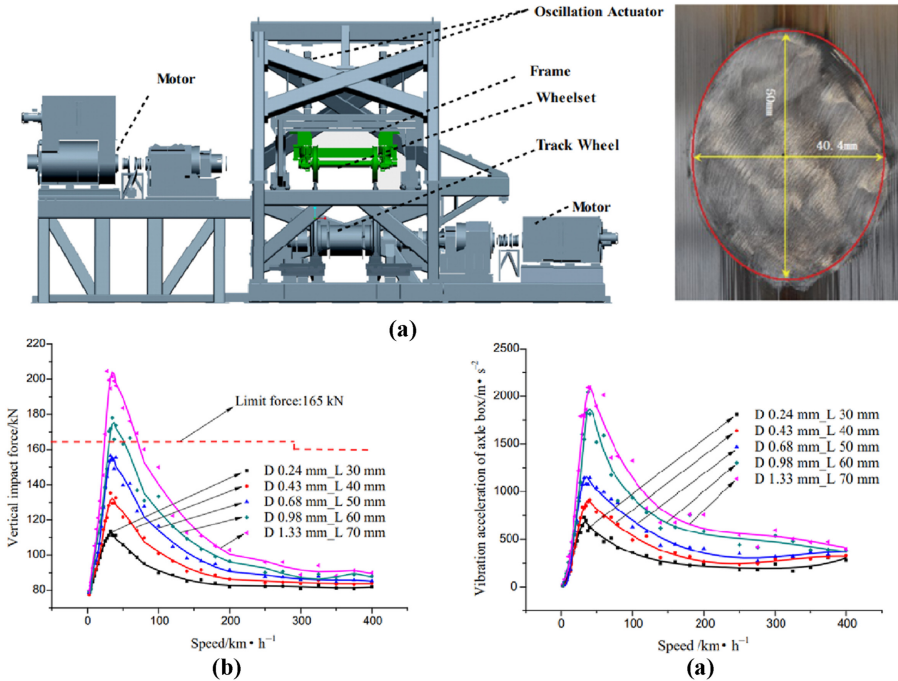 Oscillation Actuator
Motor
Frame
Wheelset
Track Wheel
Motor
50mm
40.4mm
(a)
Vertical impact force/kN
220
200
180
160
140
120
100
80
Limit force:165 kN
D 0.24 mm_L 30 mm
D 0.43 mm_L 40 mm
D 0.68 mm_L 50 mm
D 0.98 mm_L 60 mm
D 1.33 mm_L 70 mm
0 100 200 300 400
Speed/km• h⁻¹
(b)
Vibration acceleration of axle box/m• s⁻²
2500
2000
1500
1000
500
0
D 0.24 mm_L 30 mm
D 0.43 mm_L 40 mm
D 0.68 mm_L 50 mm
D 0.98 mm_L 60 mm
D 1.33 mm_L 70 mm
0 100 200 300 400
Speed /km• h⁻¹
(a)